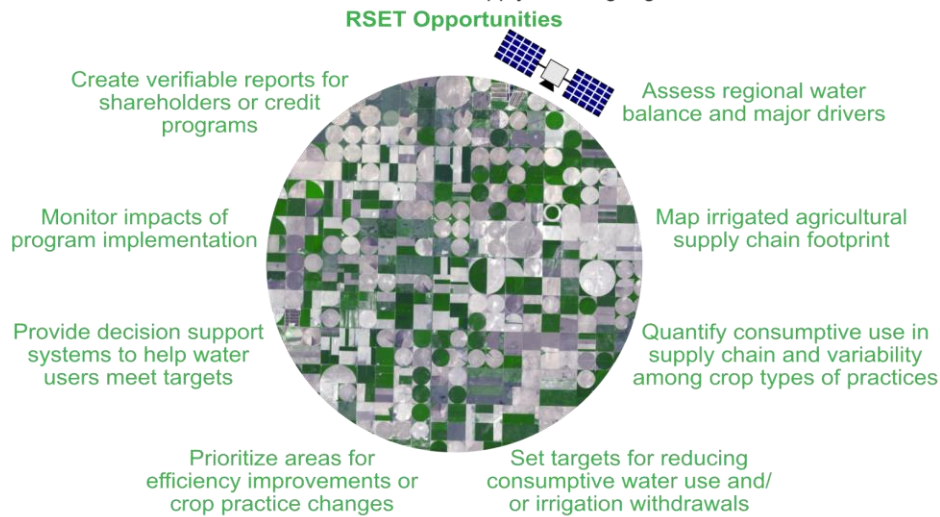 RSET Opportunities
Create verifiable reports for
shareholders or credit
programs
Assess regional water
balance and major drivers
Monitor impacts of
program implementation
Map irrigated agricultural
supply chain footprint
Provide decision support
systems to help water
users meet targets
Quantify consumptive use in
supply chain and variability
among crop types of practices
Prioritize areas for
efficiency improvements or
crop practice changes
Set targets for reducing
consumptive water use and/
or irrigation withdrawals